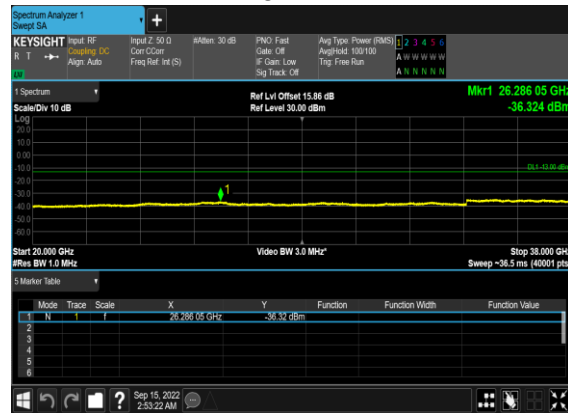 Spectrum Analyzer 1
Swept SA
+
KEYSIGHT Input: RF Input Z: 50 Ω #Atten: 30 dB PNO: Fast Avg Type: Power (RMS) 1 2 3 4 5 6
R T Coupling: DC Corr CCorr Gate: Off Avg|Hold: 100/100 A W W W W W
Align: Auto Freq Ref: Int (S) IF Gain: Low Trig: Free Run
LXI Sig Track: Off A N N N N N
1 Spectrum Ref Lvl Offset 15.86 dB Mkr1 26.286 05 GHz
Scale/Div 10 dB Ref Level 30.00 dBm -36.324 dBm
Log
20.0
10.0
0.00
-10.0 DL1 -13.00 dBm
-20.0
-30.0 1
-40.0
-50.0
-60.0
Start 20.000 GHz Video BW 3.0 MHz* Stop 38.000 GHz
#Res BW 1.0 MHz Sweep ~36.5 ms (40001 pts)
5 Marker Table
Mode Trace Scale X Y Function Function Width Function Value
1 N 1 f 26.286 05 GHz -36.32 dBm
2
3
4
5
6
? Sep 15, 2022
2:53:22 AM